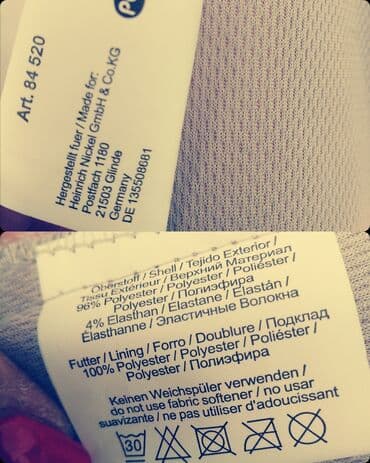 P
Art. 84 520
Hergestellt fuer / Made for:
Heinrich Nickel GmbH & Co.KG
Postfach 1180
21503 Glinde
Germany
DE 135508681
Oberstoff / Shell / Tejido Exterior /
Tissu Extérieur / Верхний Материал
96% Polyester / Polyester / Poliéster /
Polyester / Полиэфира
4% Elasthan / Elastane / Elastán /
Élasthanne / Эластичные Волокна
Futter / Lining / Forro / Doublure / Подклад
100% Polyester / Polyester / Poliéster /
Polyester / Полиэфира
Keinen Weichspüler verwenden /
do not use fabric softener / no usar
suavizante / ne pas utiliser d'adoucissant
30